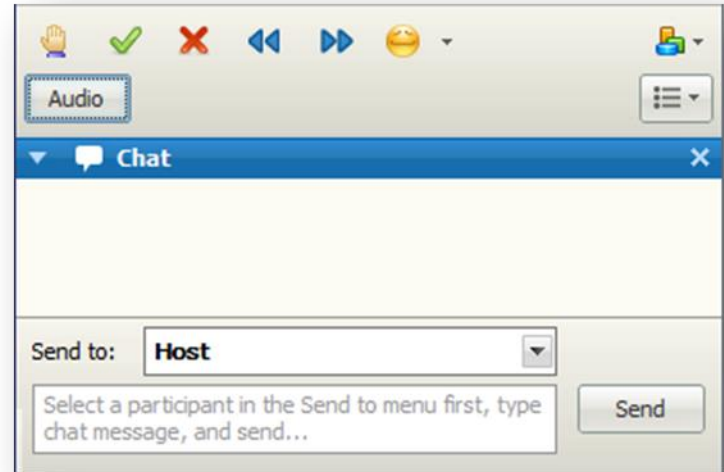 Audio
Chat
Send to: Host
Select a participant in the Send to menu first, type
chat message, and send...
Send